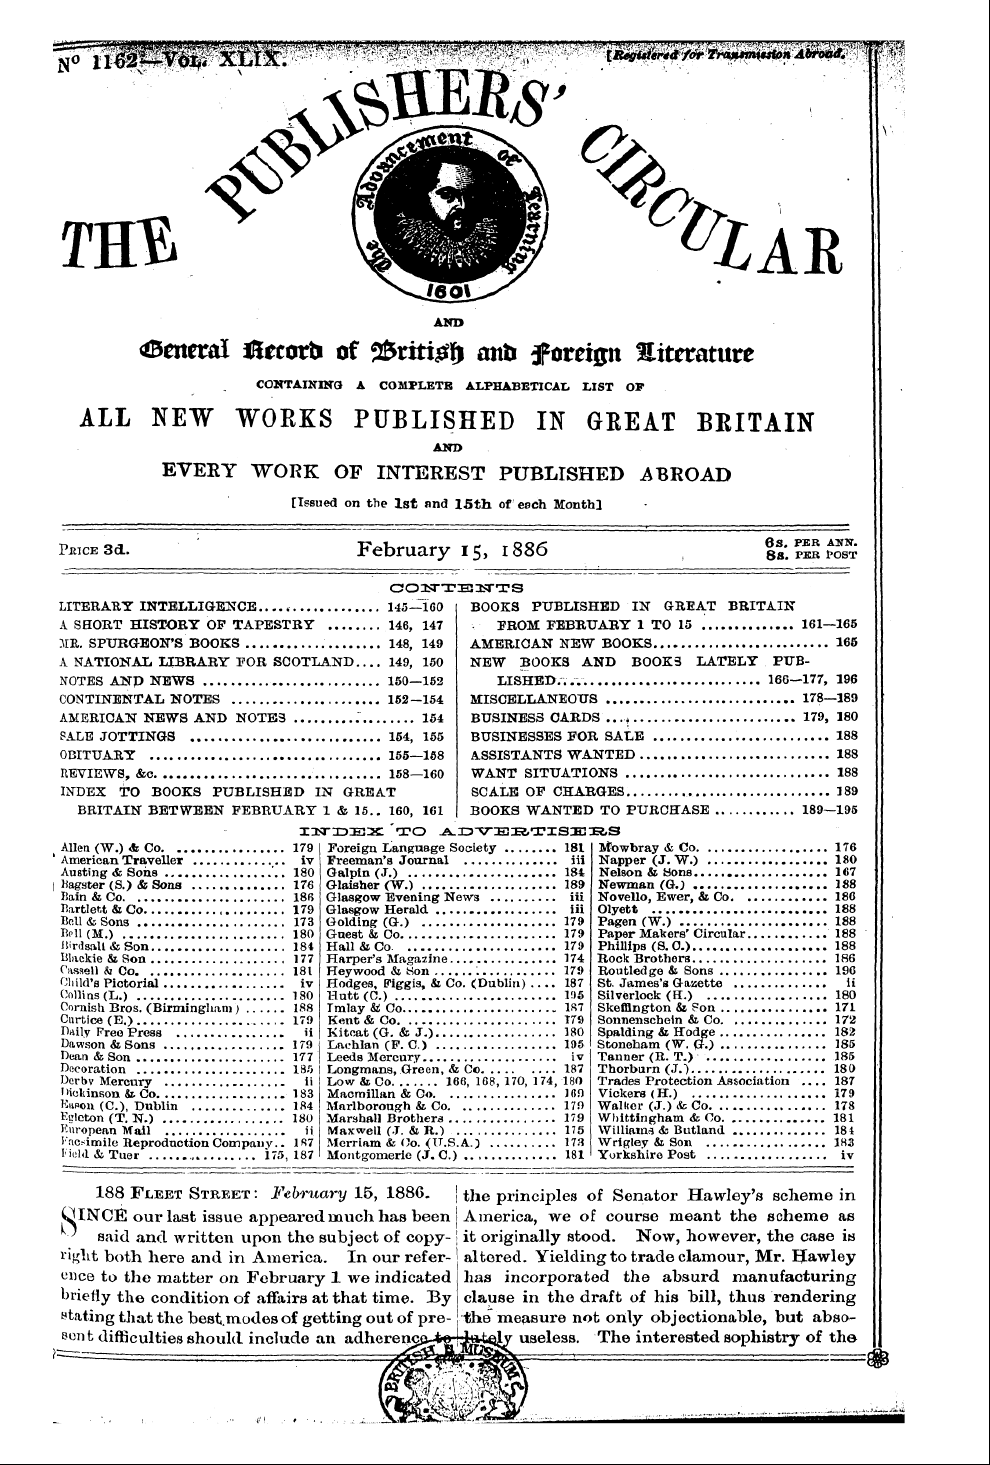 No 1162—VOL. XLIX.
[Registered for Transmission Abroad.
THE PUBLISHERS' CIRCULAR
The Advancement of Learning
1601
AND
General Record of British and Foreign Literature
CONTAINING A COMPLETE ALPHABETICAL LIST OF
ALL NEW WORKS PUBLISHED IN GREAT BRITAIN
AND
EVERY WORK OF INTEREST PUBLISHED ABROAD
[Issued on the 1st and 15th of each Month]
PRICE 3d.
February 15, 1886
6s. PER ANN.
8s. PER POST
CONTENTS
LITERARY INTELLIGENCE.................. 145—160
A SHORT HISTORY OF TAPESTRY ........ 146, 147
MR. SPURGEON'S BOOKS .................... 148, 149
A NATIONAL LIBRARY FOR SCOTLAND.... 149, 150
NOTES AND NEWS .......................... 150—152
CONTINENTAL NOTES ...................... 152—154
AMERICAN NEWS AND NOTES .................. 154
SALE JOTTINGS ............................ 154, 155
OBITUARY .................................. 155—158
REVIEWS, &c. ................................ 158—160
INDEX TO BOOKS PUBLISHED IN GREAT
BRITAIN BETWEEN FEBRUARY 1 & 15.. 160, 161
BOOKS PUBLISHED IN GREAT BRITAIN
FROM FEBRUARY 1 TO 15 .............. 161—165
AMERICAN NEW BOOKS.......................... 165
NEW BOOKS AND BOOKS LATELY PUB-
LISHED.............................. 166—177, 196
MISCELLANEOUS ............................ 178—189
BUSINESS CARDS ............................ 179, 180
BUSINESSES FOR SALE .......................... 188
ASSISTANTS WANTED ............................ 188
WANT SITUATIONS .............................. 188
SCALE OF CHARGES.............................. 189
BOOKS WANTED TO PURCHASE ............ 189—195
INDEX TO ADVERTISERS
Allen (W.) & Co. ................ 179
American Traveller .............. iv
Austing & Sons .................. 180
Bagster (S.) & Sons ............. 176
Bain & Co. ...................... 186
Bartlett & Co.................... 179
Bell & Sons ..................... 173
Bell (M.) ....................... 180
Birdsall & Son................... 184
Blackie & Son ................... 177
Cassell & Co. ................... 181
Child's Pictorial ............... iv
Collins (L.) .................... 180
Cornish Bros. (Birmingham) ...... 188
Curtice (E.)..................... 179
Daily Free Press ................ ii
Dawson & Sons ................... 179
Dean & Son ...................... 177
Decoration ...................... 185
Derby Mercury ................... ii
Dickinson & Co. ................. 183
Eason (C.), Dublin .............. 184
Egleton (T. N.) ................. 180
European Mail ................... ii
Facsimile Reproduction Company.. 187
Field & Tuer ............... 175, 187
Foreign Language Society ....... 181
Freeman's Journal .............. iii
Galpin (J.) .................... 184
Glaisher (W.) .................. 189
Glasgow Evening News ........... iii
Glasgow Herald ................. iii
Golding (G.) ................... 179
Guest & Co. .................... 179
Hall & Co. ..................... 179
Harper's Magazine............... 174
Heywood & Son .................. 179
Hodges, Figgis, & Co. (Dublin) .... 187
Hutt (C.) ...................... 195
Imlay & Co...................... 187
Kent & Co. ..................... 179
Kitcat (G. & J.) ............... 180
Lachlan (F. C.) ................ 195
Leeds Mercury................... iv
Longmans, Green, & Co. ......... 187
Low & Co. ...... 166, 168, 170, 174, 180
Macmillan & Co. ................ 169
Marlborough & Co. .............. 179
Marshall Brothers .............. 179
Maxwell (J. & R.) .............. 175
Merriam & Co. (U.S.A.) ......... 173
Montgomerie (J. C.) ............ 181
Mowbray & Co. .................. 176
Napper (J. W.) ................. 180
Nelson & Sons................... 167
Newman (G.) .................... 188
Novello, Ewer, & Co. ........... 186
Olyett ......................... 188
Pagen (W.) ..................... 188
Paper Makers' Circular.......... 188
Phillips (S. C.)................ 188
Rock Brothers................... 186
Routledge & Sons ............... 196
St. James's Gazette ............ ii
Silverlock (H.) ................ 180
Skeffington & Son .............. 171
Sonnenschein & Co. ............. 172
Spalding & Hodge ............... 182
Stoneham (W. G.) ............... 185
Tanner (R. T.) ................. 185
Thorburn (J.)................... 180
Trades Protection Association .... 187
Vickers (H.) ................... 179
Walker (J.) & Co. .............. 178
Whittingham & Co. .............. 181
Williams & Butland ............. 184
Wrigley & Son .................. 183
Yorkshire Post ................. iv
188 FLEET STREET: February 15, 1886.
SINCE our last issue appeared much has been
said and written upon the subject of copy-
right both here and in America. In our refer-
ence to the matter on February 1 we indicated
briefly the condition of affairs at that time. By
stating that the best modes of getting out of pre-
sent difficulties should include an adherence to
the principles of Senator Hawley's scheme in
America, we of course meant the scheme as
it originally stood. Now, however, the case is
altered. Yielding to trade clamour, Mr. Hawley
has incorporated the absurd manufacturing
clause in the draft of his bill, thus rendering
the measure not only objectionable, but abso-
lutely useless. The interested sophistry of the
BRITISH MUSEUM